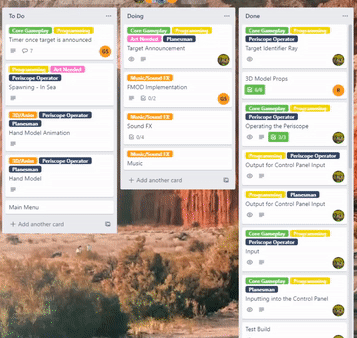 To Do
Core Gameplay Programming
Timer once target is announced
7
GS
Programming Art Needed
Periscope Operator
Spawning - In Sea
3D/Anim Periscope Operator
Planesman
Hand Model Animation
3D/Anim Periscope Operator
Planesman
Hand Model
Main Menu
+ Add another card
Doing
Core Gameplay Programming
Art Needed Planesman
Target Announcement
Music/Sound FX
FMOD Implementation
0/2
GS
Music/Sound FX
Sound FX
0/4
Music/Sound FX
Music
+ Add another card
Done
Programming
Periscope Operator
Target Identifier Ray
3D Model Props
R
Core Gameplay Programming
Periscope Operator
Operating the Periscope
3/3
Programming Periscope Operator
Output for Control Panel Input
Programming Planesman
Output for Control Panel Input
Core Gameplay Programming
Periscope Operator
Input
Core Gameplay Programming
Planesman
Inputting into the Control Panel
Test Build